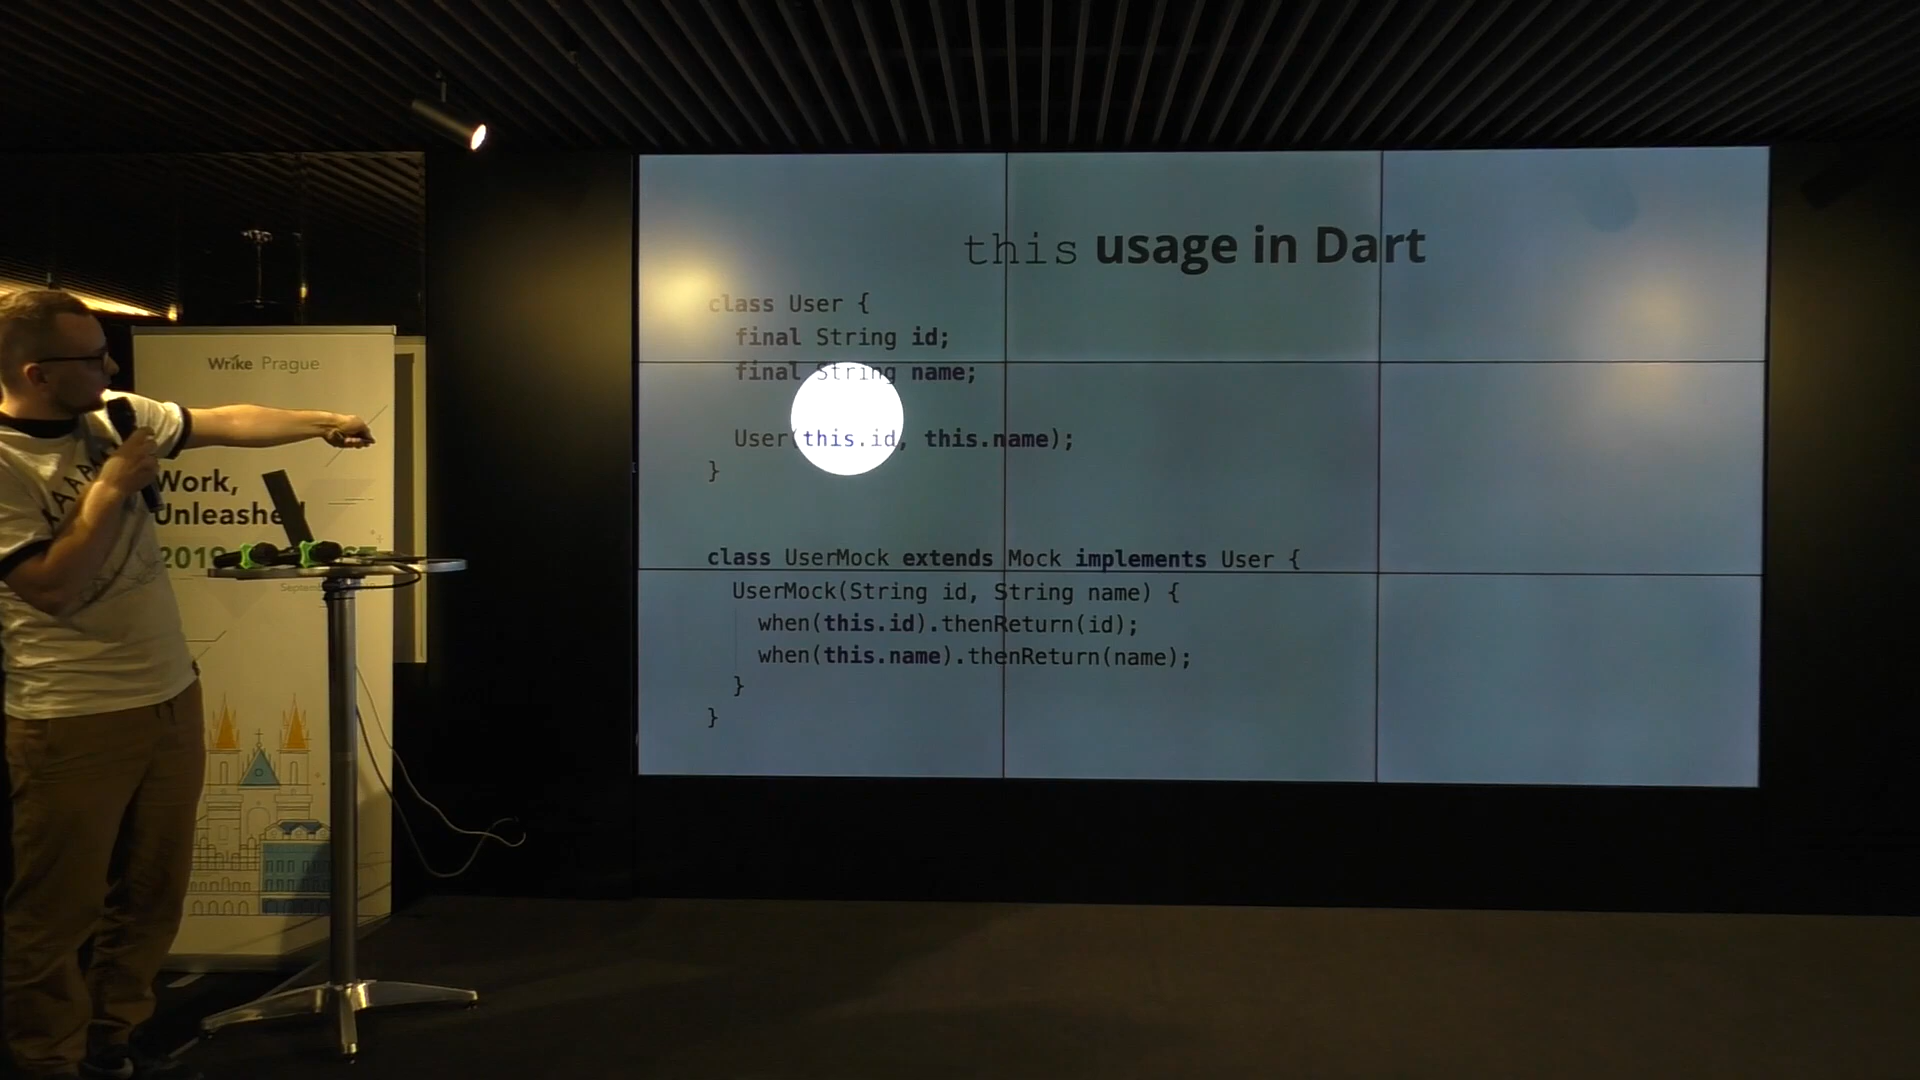 this usage in Dart
class User {
final String id;
final String name;
User(this.id, this.name);
}
class UserMock extends Mock implements User {
UserMock(String id, String name) {
when(this.id).thenReturn(id);
when(this.name).thenReturn(name);
}
}
Wrike Prague
Work,
Unleashed
2019